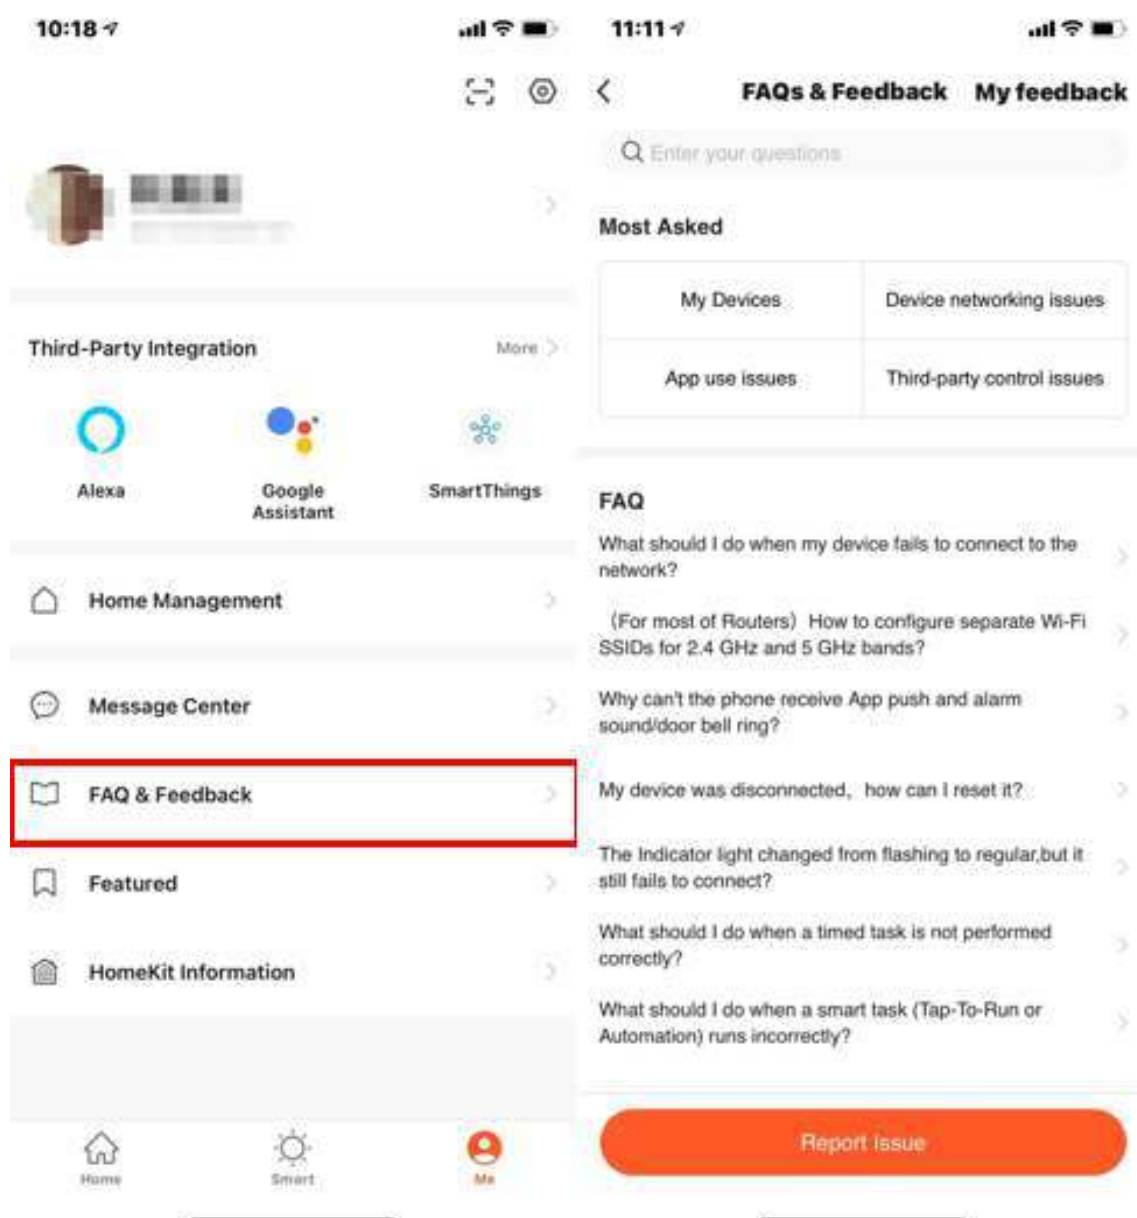 10:18
Third-Party Integration
More
Alexa
Google
Assistant
SmartThings
Home Management
Message Center
FAQ & Feedback
Featured
HomeKit Information
Home
Smart
Me
11:11
FAQs & Feedback
My feedback
Enter your questions
Most Asked
My Devices
Device networking issues
App use issues
Third-party control issues
FAQ
What should I do when my device fails to connect to the
network?
（For most of Routers）How to configure separate Wi-Fi
SSIDs for 2.4 GHz and 5 GHz bands?
Why can't the phone receive App push and alarm
sound/door bell ring?
My device was disconnected，how can I reset it?
The Indicator light changed from flashing to regular,but it
still fails to connect?
What should I do when a timed task is not performed
correctly?
What should I do when a smart task (Tap-To-Run or
Automation) runs incorrectly?
Report Issue